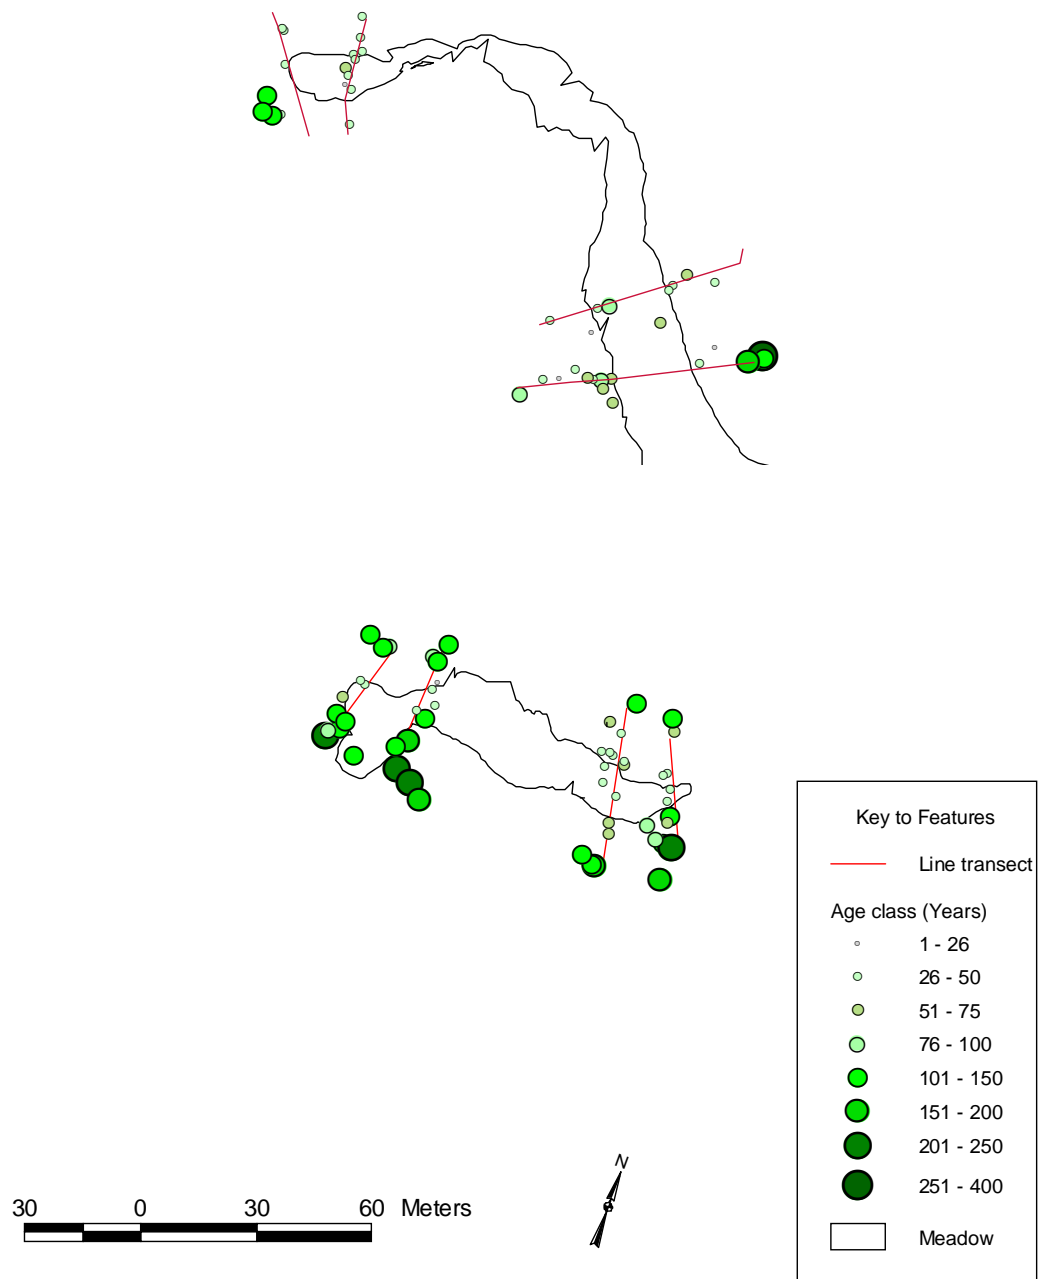 Key to Features
Line transect
Age class (Years)
1 - 26
26 - 50
51 - 75
76 - 100
101 - 150
151 - 200
201 - 250
251 - 400
Meadow
N
30 0 30 60 Meters